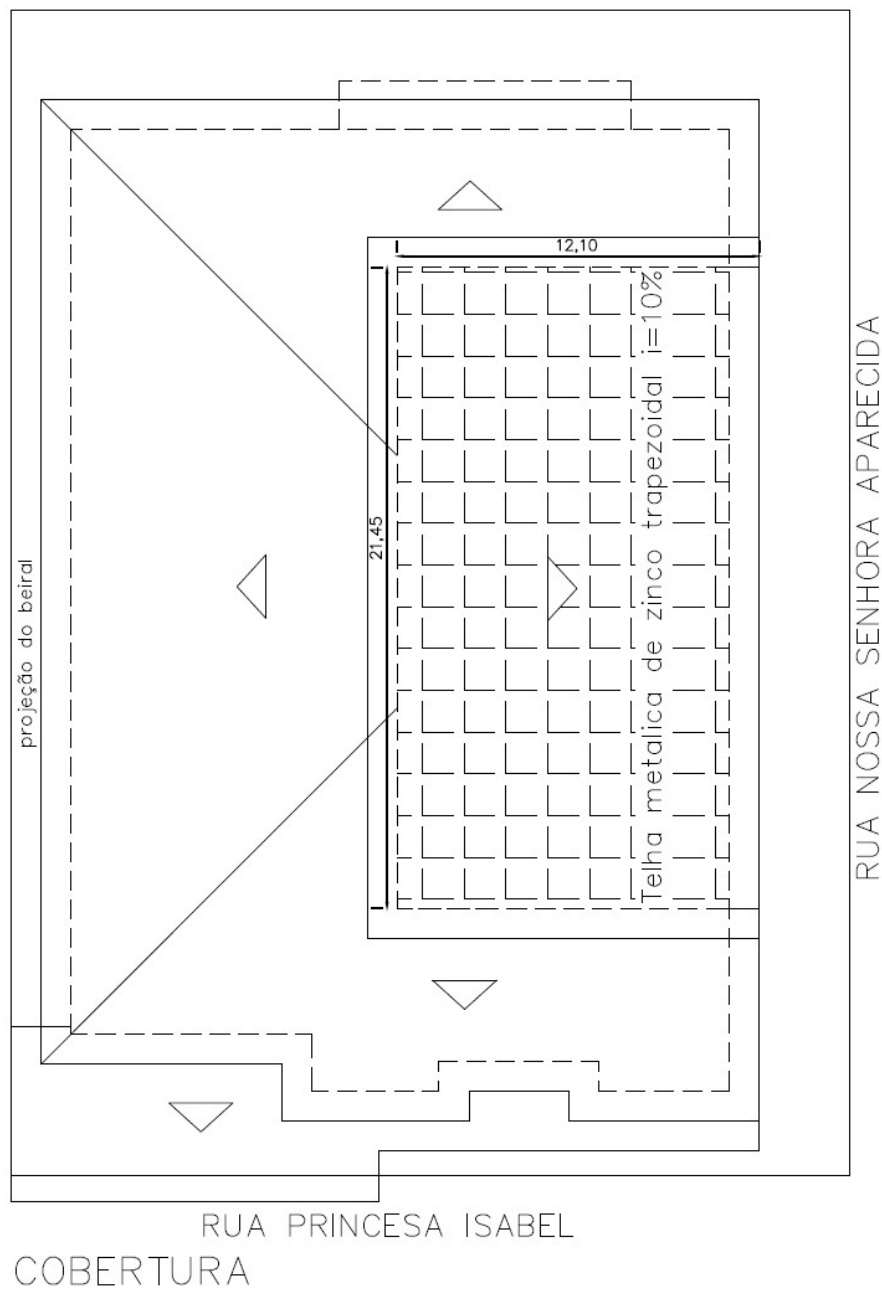 12,10
Telha metalica de zinco trapezoidal i=10%
21,45
projeção do beiral
RUA NOSSA SENHORA APARECIDA
RUA PRINCESA ISABEL
COBERTURA